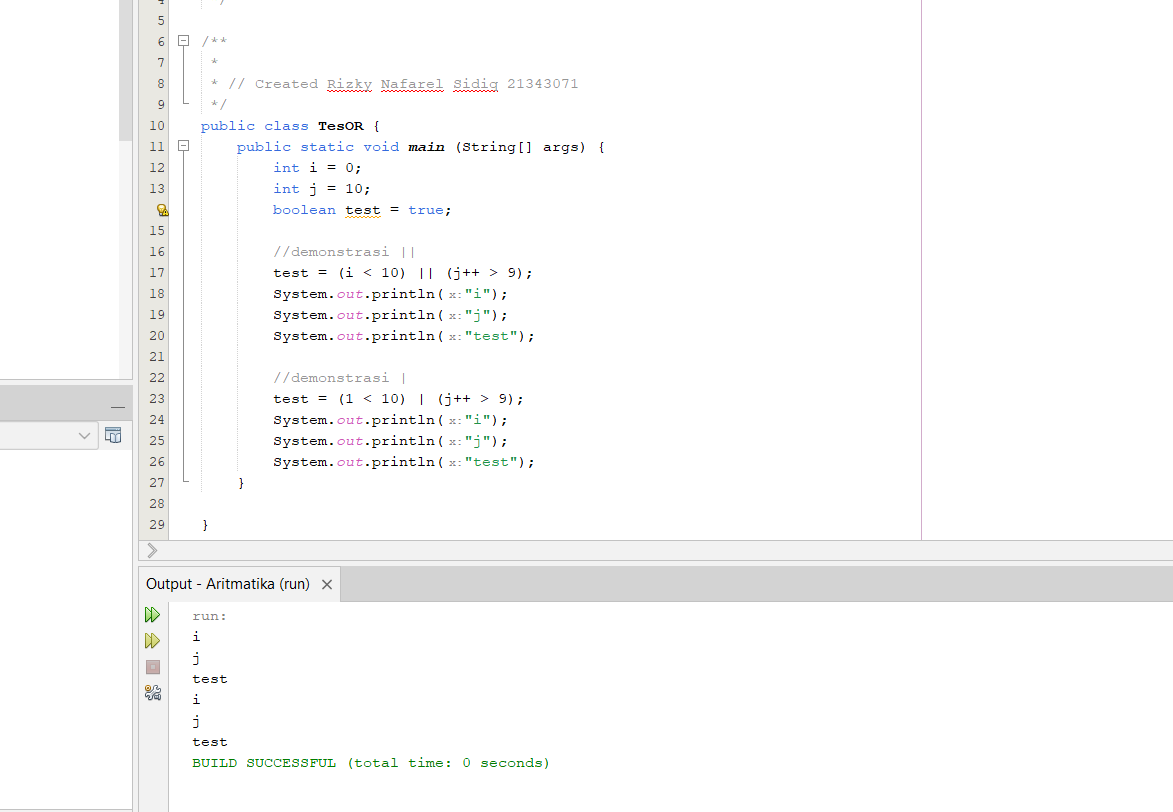 4 */
5
6 /**
7 *
8 * // Created Rizky Nafarel Sidiq 21343071
9 */
10 public class TesOR {
11 public static void main (String[] args) {
12 int i = 0;
13 int j = 10;
boolean test = true;
15
16 //demonstrasi ||
17 test = (i < 10) || (j++ > 9);
18 System.out.println( x:"i");
19 System.out.println( x:"j");
20 System.out.println( x:"test");
21
22 //demonstrasi |
23 test = (1 < 10) | (j++ > 9);
24 System.out.println( x:"i");
25 System.out.println( x:"j");
26 System.out.println( x:"test");
27 }
28
29 }
Output - Aritmatika (run)
run:
i
j
test
i
j
test
BUILD SUCCESSFUL (total time: 0 seconds)